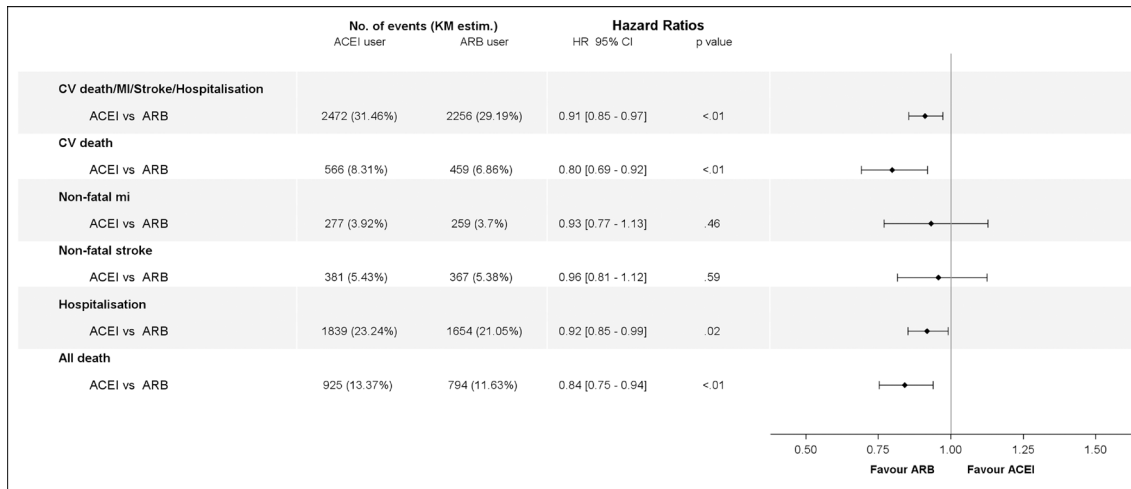 No. of events (KM estim.) Hazard Ratios
ACEI user ARB user HR 95% CI p value
CV death/MI/Stroke/Hospitalisation
ACEI vs ARB 2472 (31.46%) 2256 (29.19%) 0.91 [0.85 - 0.97] <.01
CV death
ACEI vs ARB 566 (8.31%) 459 (6.86%) 0.80 [0.69 - 0.92] <.01
Non-fatal mi
ACEI vs ARB 277 (3.92%) 259 (3.7%) 0.93 [0.77 - 1.13] .46
Non-fatal stroke
ACEI vs ARB 381 (5.43%) 367 (5.38%) 0.96 [0.81 - 1.12] .59
Hospitalisation
ACEI vs ARB 1839 (23.24%) 1654 (21.05%) 0.92 [0.85 - 0.99] .02
All death
ACEI vs ARB 925 (13.37%) 794 (11.63%) 0.84 [0.75 - 0.94] <.01
0.50 0.75 1.00 1.25 1.50
Favour ARB Favour ACEI